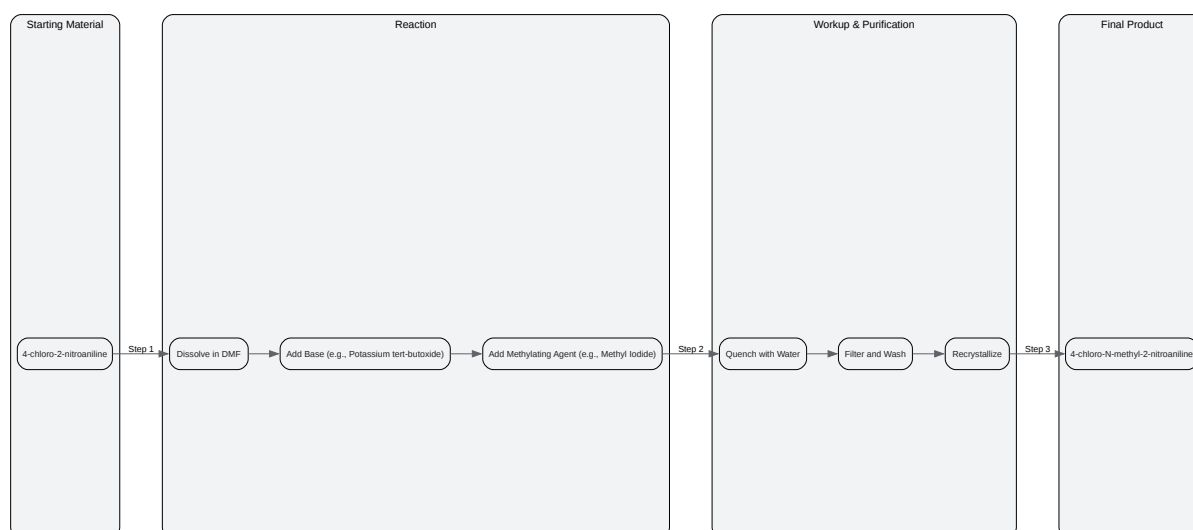 Starting Material
Reaction
Workup & Purification
Final Product
4-chloro-2-nitroaniline
Step 1
Dissolve in DMF
Add Base (e.g., Potassium tert-butoxide)
Add Methylating Agent (e.g., Methyl Iodide)
Step 2
Quench with Water
Filter and Wash
Recrystallize
Step 3
4-chloro-N-methyl-2-nitroaniline